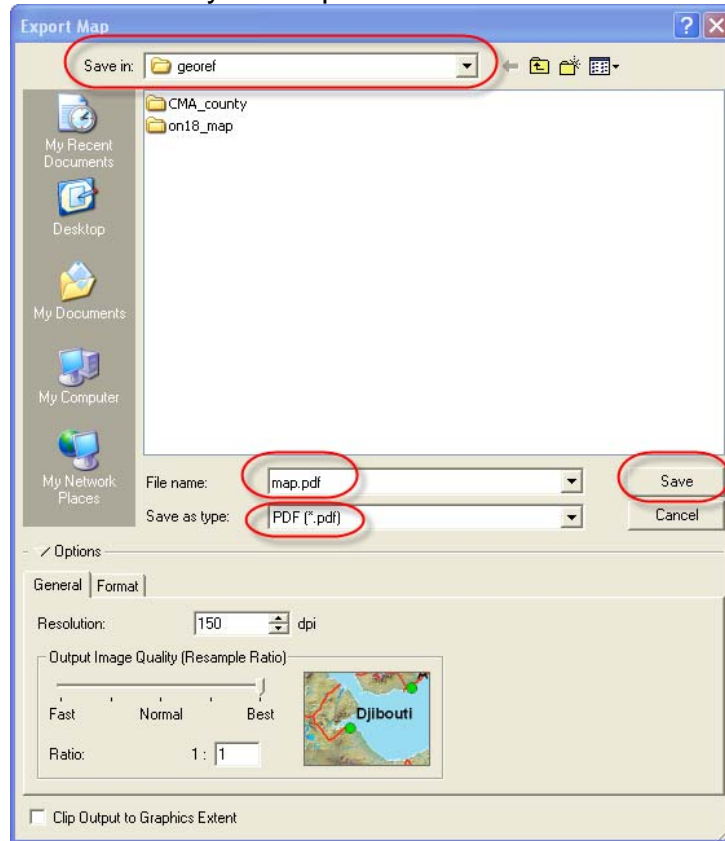 Export Map
Save in: georef
CMA_county
on18_map
My Recent
Documents
Desktop
My Documents
My Computer
My Network
Places
File name: map.pdf Save
Save as type: PDF (*.pdf) Cancel
Options
General Format
Resolution: 150 dpi
Output Image Quality (Resample Ratio)
Fast Normal Best
Djibouti
Ratio: 1 : 1
Clip Output to Graphics Extent